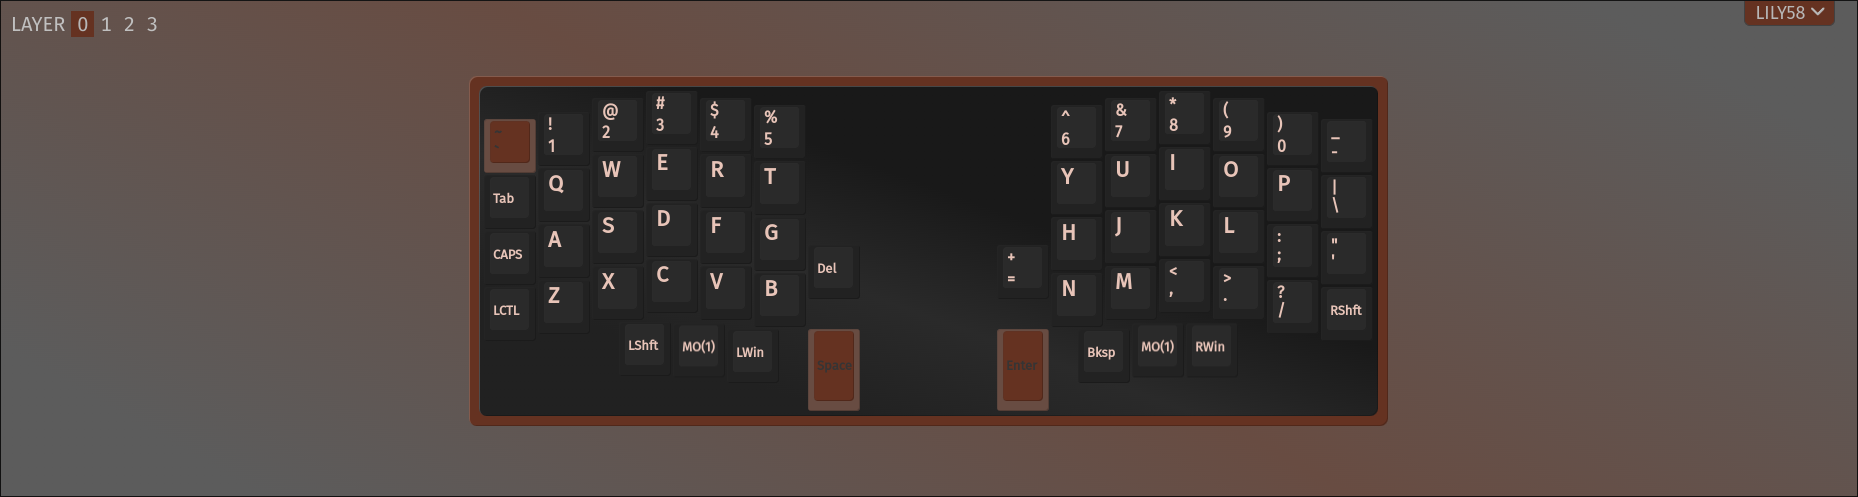 LAYER 0 1 2 3
LILY58
! 1
@ 2
# 3
$ 4
% 5
^ 6
& 7
* 8
( 9
) 0
_ -
Tab Q W E R T
Y U I O P | \
CAPS A S D F G
H J K L : ; " '
LCTL Z X C V B Del
+ = N M < , > . ? / RShft
LShft MO(1) LWin Space
Enter Bksp MO(1) RWin